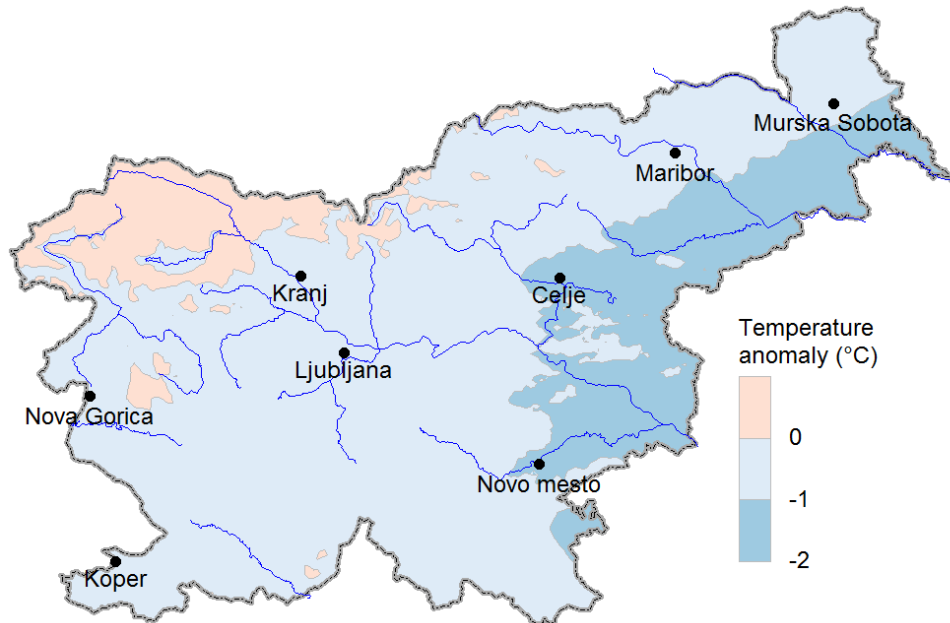 Murska Sobota
Maribor
Kranj
Celje
Ljubljana
Nova Gorica
Novo mesto
Koper
Temperature
anomaly (°C)
0
-1
-2